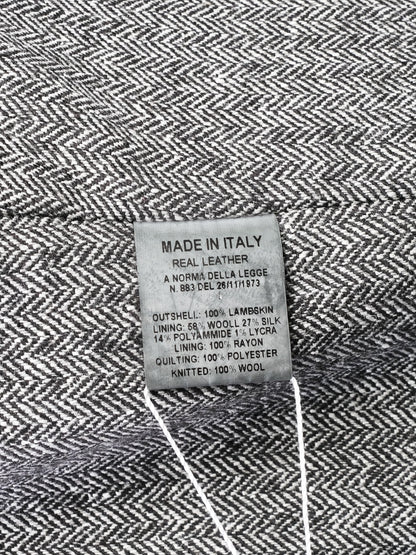 MADE IN ITALY
REAL LEATHER
A NORMA DELLA LEGGE
N. 883 DEL 26/11/1973
OUTSHELL: 100% LAMBSKIN
LINING: 58% WOOLL 27% SILK
14% POLYAMMIDE 1% LYCRA
LINING: 100% RAYON
QUILTING: 100% POLYESTER
KNITTED: 100% WOOL